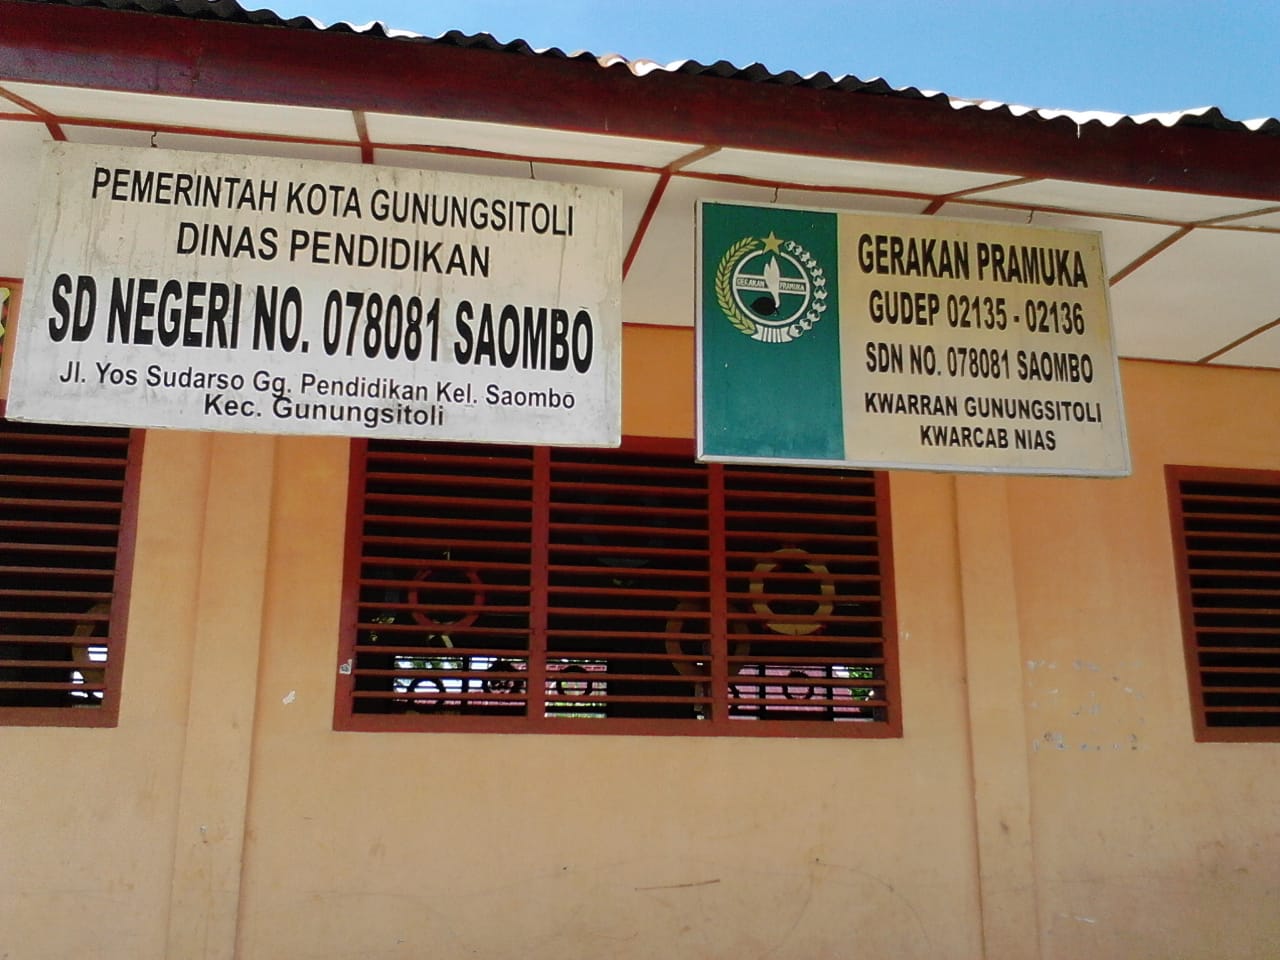 PEMERINTAH KOTA GUNUNGSITOLI
DINAS PENDIDIKAN
SD NEGERI NO. 078081 SAOMBO
Jl. Yos Sudarso Gg. Pendidikan Kel. Saombo
Kec. Gunungsitoli
GERAKAN PRAMUKA
GERAKAN PRAMUKA
GUDEP 02135 - 02136
SDN NO. 078081 SAOMBO
KWARRAN GUNUNGSITOLI
KWARCAB NIAS